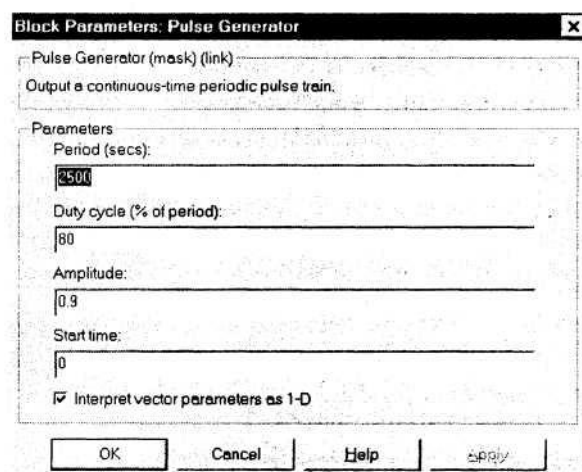 Block Parameters: Pulse Generator
Pulse Generator (mask) (link)
Output a continuous-time periodic pulse train.
Parameters
Period (secs):
2500
Duty cycle (% of period):
80
Amplitude:
0.9
Start time:
0
Interpret vector parameters as 1-D
OK Cancel Help Apply